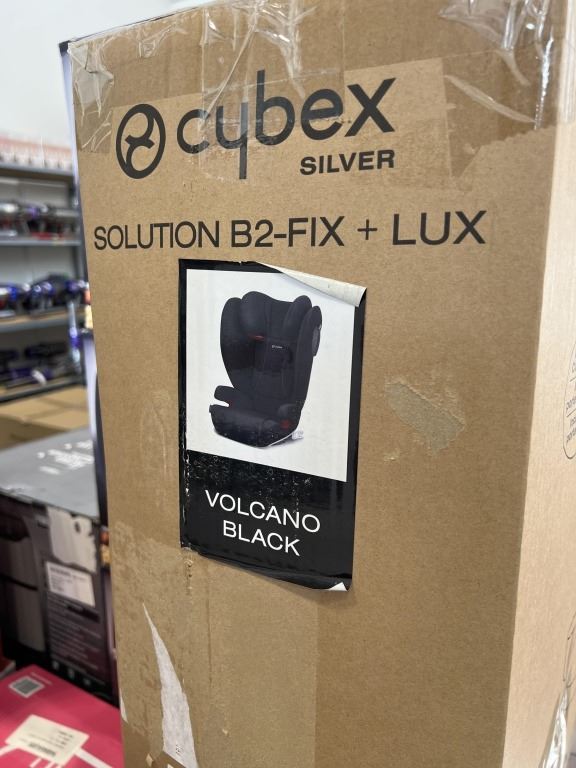 cybex
SILVER
SOLUTION B2-FIX + LUX
VOLCANO
BLACK